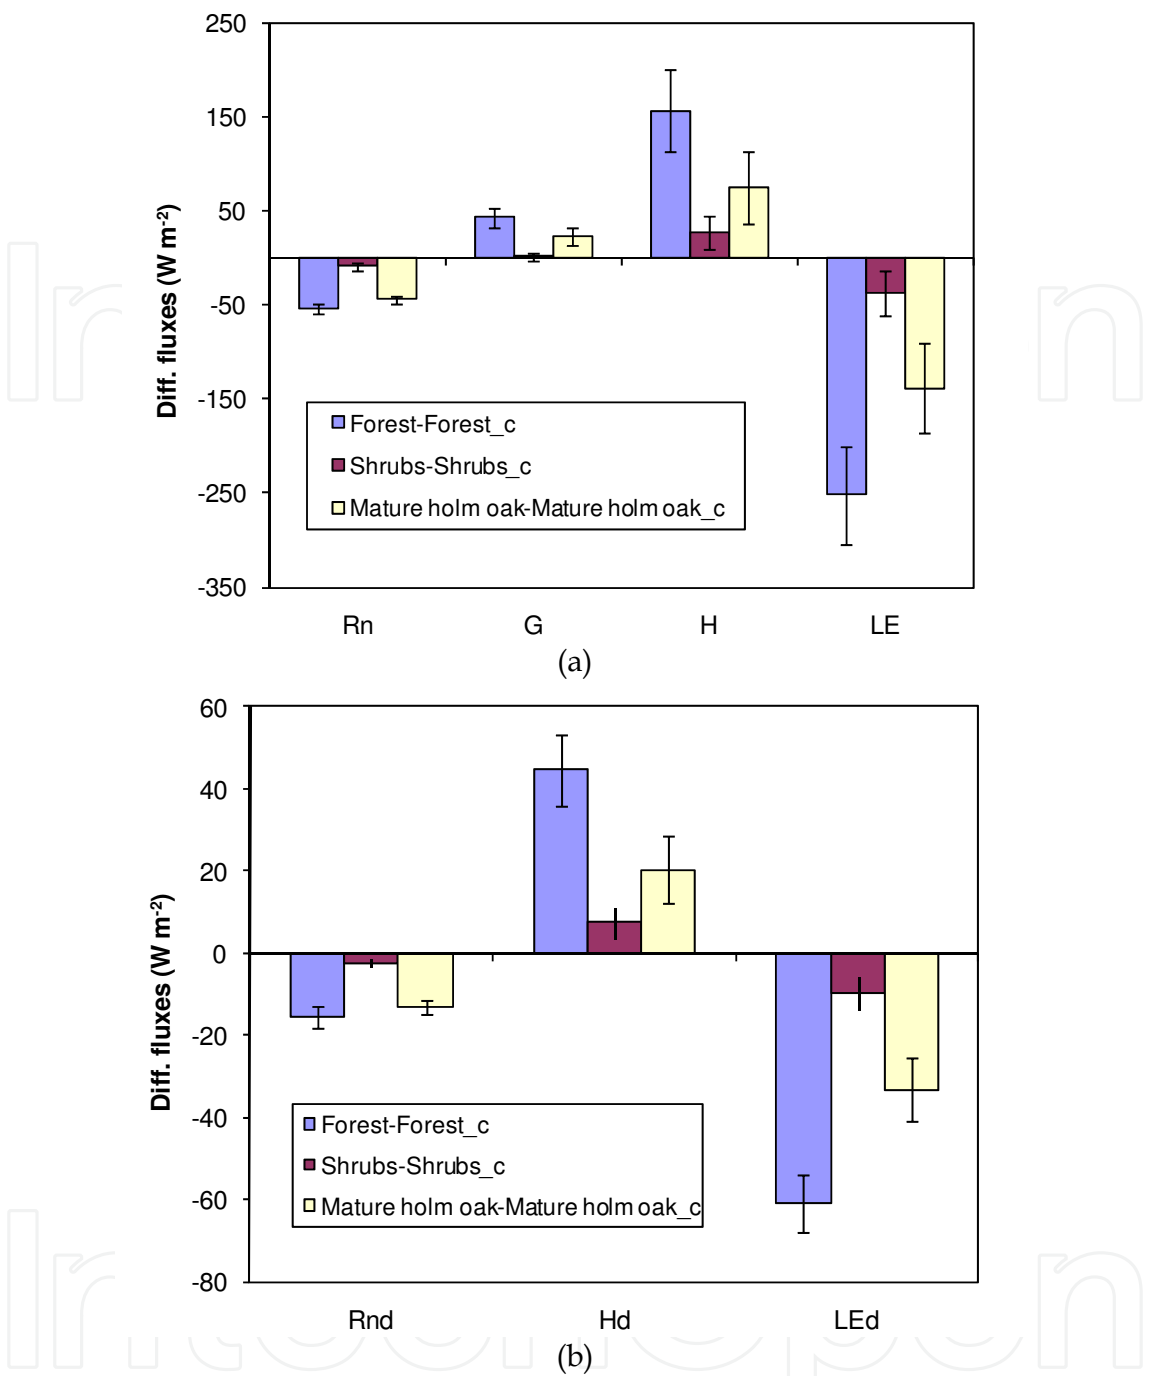 250
150
50
-50
-150
-250
-350
Diff. fluxes (W m-2)
Forest-Forest_c
Shrubs-Shrubs_c
Mature holm oak-Mature holm oak_c
Rn G H LE
(a)
60
40
20
0
-20
-40
-60
-80
Diff. fluxes (W m-2)
Forest-Forest_c
Shrubs-Shrubs_c
Mature holm oak-Mature holm oak_c
Rnd Hd LEd
(b)